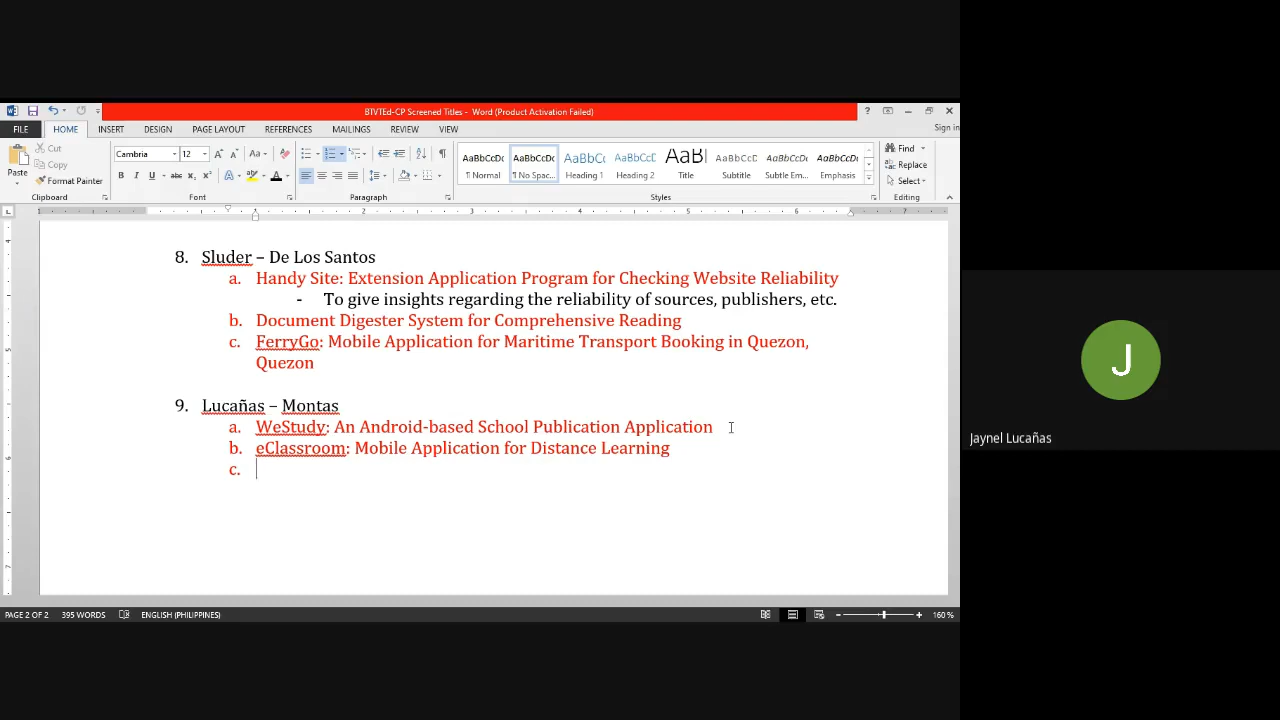 BTVTEd-CP Screened Titles - Word (Product Activation Failed)
Sign in
FILE HOME INSERT DESIGN PAGE LAYOUT REFERENCES MAILINGS REVIEW VIEW
Paste
Cut
Copy
Format Painter
Clipboard
Cambria 12
Font
Paragraph
AaBbCcDc AaBbCcDc AaBbCc AaBbCcD AaB AaBbCcD AaBbCcDc AaBbCcDc
¶ Normal ¶ No Spac... Heading 1 Heading 2 Title Subtitle Subtle Em... Emphasis
Styles
Find
Replace
Select
Editing
8. Sluder – De Los Santos
a. Handy Site: Extension Application Program for Checking Website Reliability
- To give insights regarding the reliability of sources, publishers, etc.
b. Document Digester System for Comprehensive Reading
c. FerryGo: Mobile Application for Maritime Transport Booking in Quezon,
Quezon
9. Lucañas – Montas
a. WeStudy: An Android-based School Publication Application
b. eClassroom: Mobile Application for Distance Learning
c.
PAGE 2 OF 2 395 WORDS ENGLISH (PHILIPPINES) 160 %
J
Jaynel Lucañas